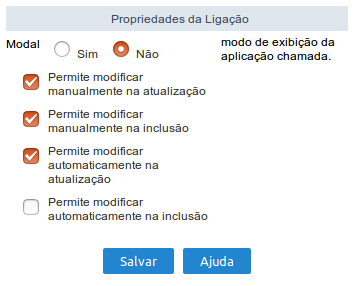 Propriedades da Ligação
Modal Sim Não modo de exibição da
aplicação chamada.
Permite modificar
manualmente na atualização
Permite modificar
manualmente na inclusão
Permite modificar
automaticamente na
atualização
Permite modificar
automaticamente na inclusão
Salvar Ajuda